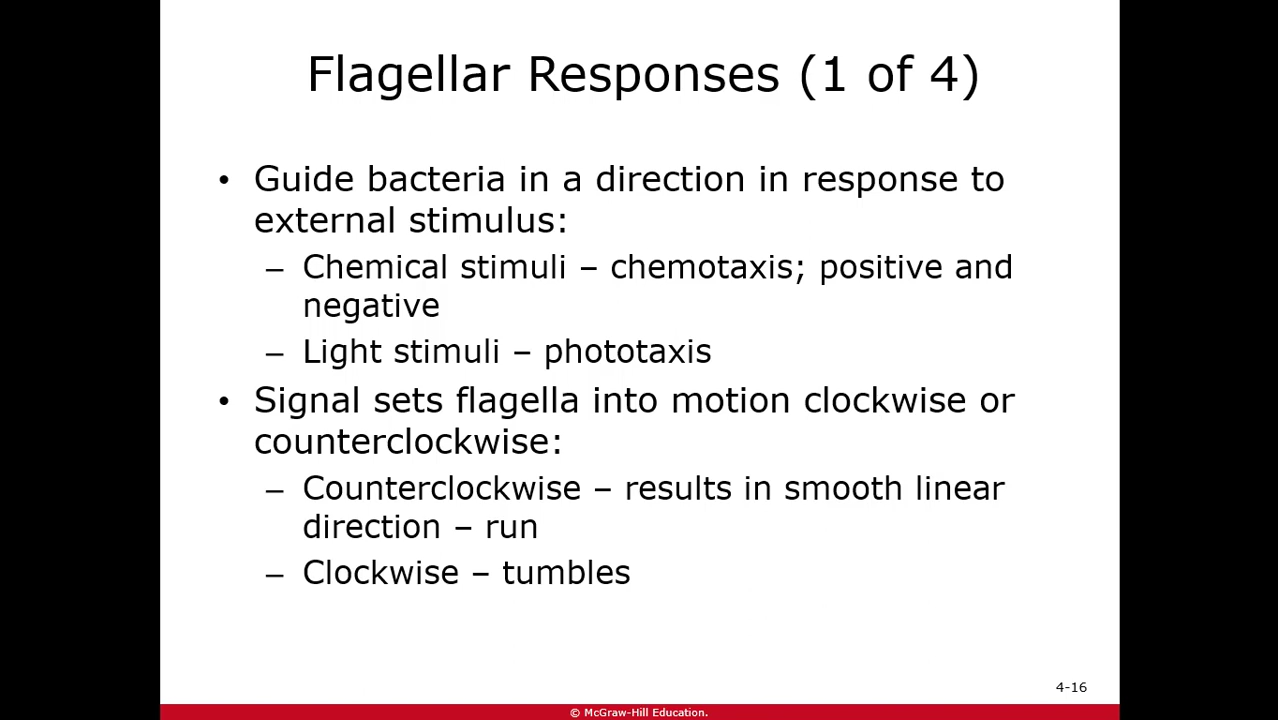 Flagellar Responses (1 of 4)
• Guide bacteria in a direction in response to
external stimulus:
– Chemical stimuli – chemotaxis; positive and
negative
– Light stimuli – phototaxis
• Signal sets flagella into motion clockwise or
counterclockwise:
– Counterclockwise – results in smooth linear
direction – run
– Clockwise – tumbles
4-16
© McGraw-Hill Education.